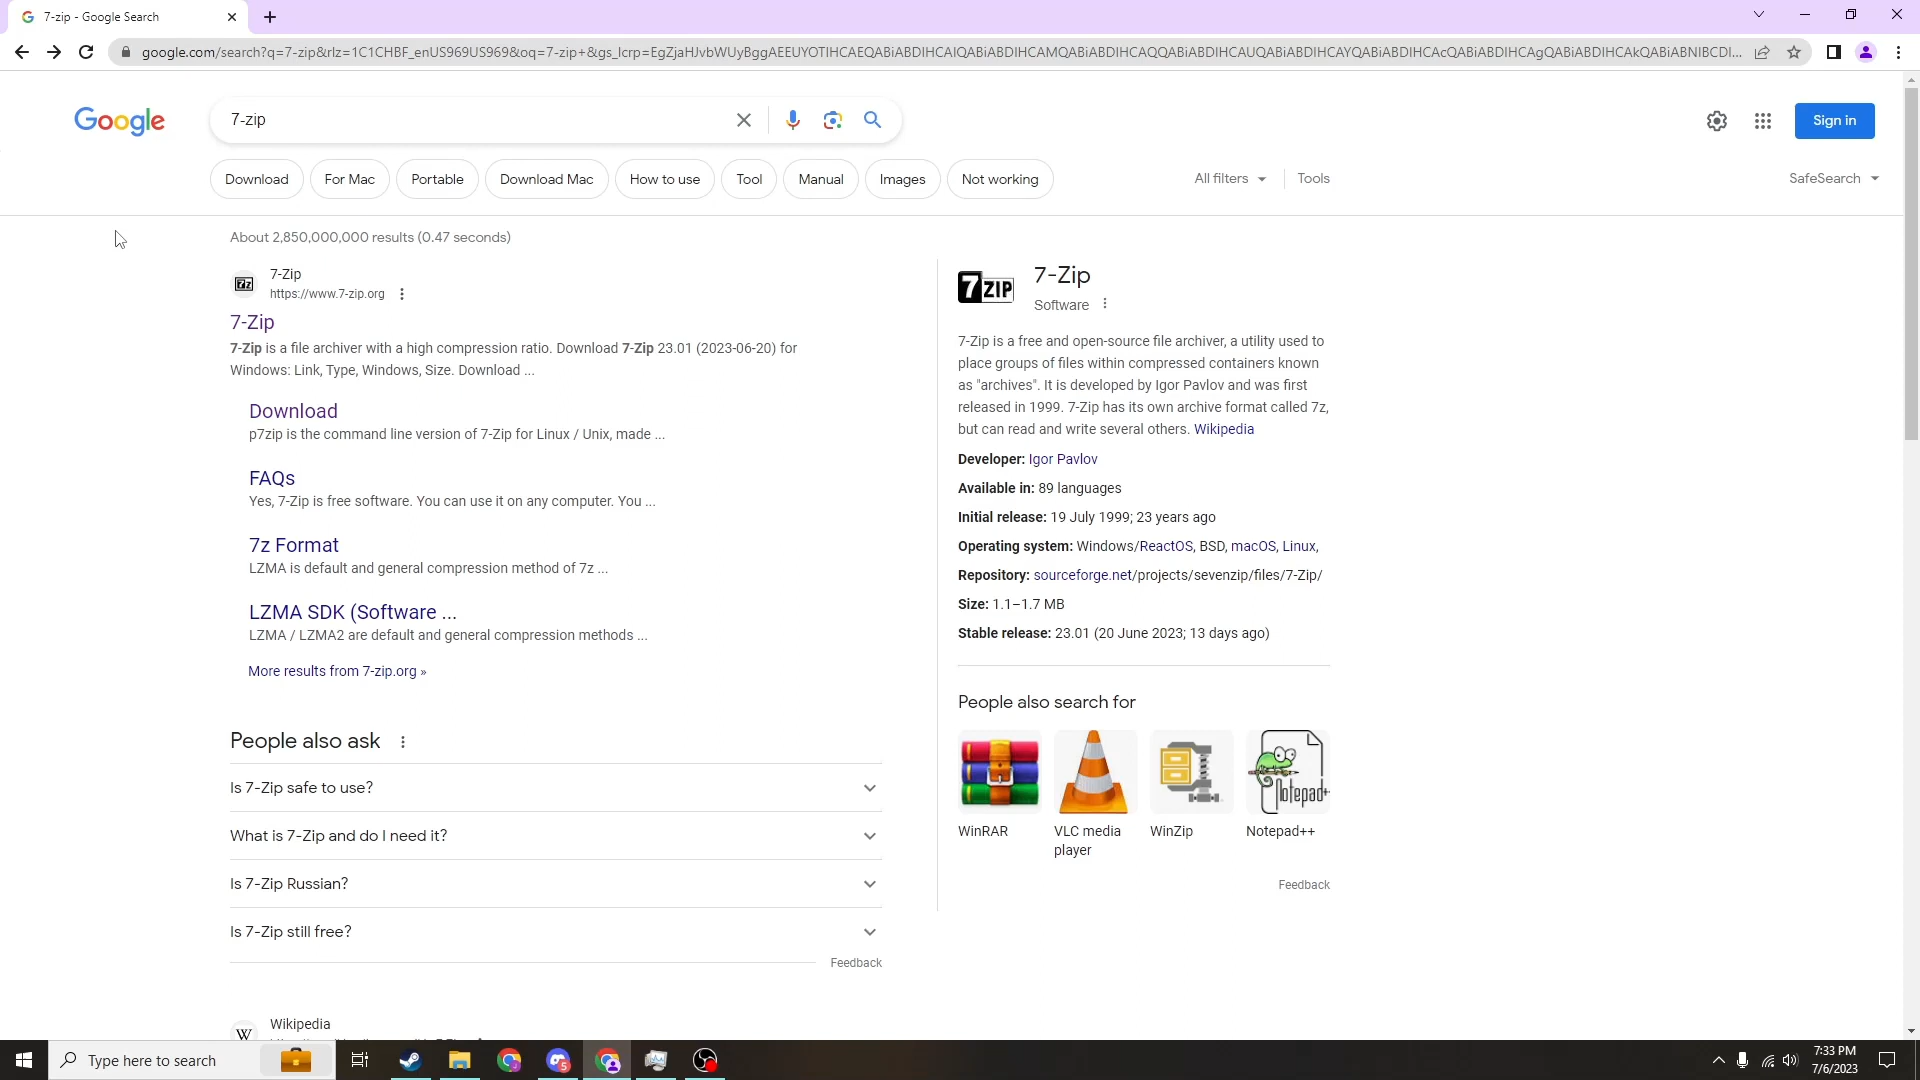 7-zip - Google Search
google.com/search?q=7-zip&rlz=1C1CHBF_enUS969US969&oq=7-zip+&gs_lcrp=EgZjaHJvbWUyBggAEEUYOTIHCAEQABiABDIHCAIQABiABDIHCAMQABiABDIHCAQQABiABDIHCAUQABiABDIHCAYQABiABDIHCAcQABiABDIHCAgQABiABDIHCAkQABiABNIBCDI...
Google
7-zip
Sign in
Download
For Mac
Portable
Download Mac
How to use
Tool
Manual
Images
Not working
All filters
Tools
SafeSearch
About 2,850,000,000 results (0.47 seconds)
7z
7-Zip
https://www.7-zip.org
7-Zip
7-Zip is a file archiver with a high compression ratio. Download 7-Zip 23.01 (2023-06-20) for
Windows: Link, Type, Windows, Size. Download ...
Download
p7zip is the command line version of 7-Zip for Linux / Unix, made ...
FAQs
Yes, 7-Zip is free software. You can use it on any computer. You ...
7z Format
LZMA is default and general compression method of 7z ...
LZMA SDK (Software ...
LZMA / LZMA2 are default and general compression methods ...
More results from 7-zip.org »
People also ask
Is 7-Zip safe to use?
What is 7-Zip and do I need it?
Is 7-Zip Russian?
Is 7-Zip still free?
Feedback
W
Wikipedia
7 ZIP
7-Zip
Software
7-Zip is a free and open-source file archiver, a utility used to
place groups of files within compressed containers known
as "archives". It is developed by Igor Pavlov and was first
released in 1999. 7-Zip has its own archive format called 7z,
but can read and write several others. Wikipedia
Developer: Igor Pavlov
Available in: 89 languages
Initial release: 19 July 1999; 23 years ago
Operating system: Windows/ReactOS, BSD, macOS, Linux,
Repository: sourceforge.net/projects/sevenzip/files/7-Zip/
Size: 1.1–1.7 MB
Stable release: 23.01 (20 June 2023; 13 days ago)
People also search for
Notepad+
WinRAR
VLC media
player
WinZip
Notepad++
Feedback
Type here to search
5
7:33 PM
7/6/2023